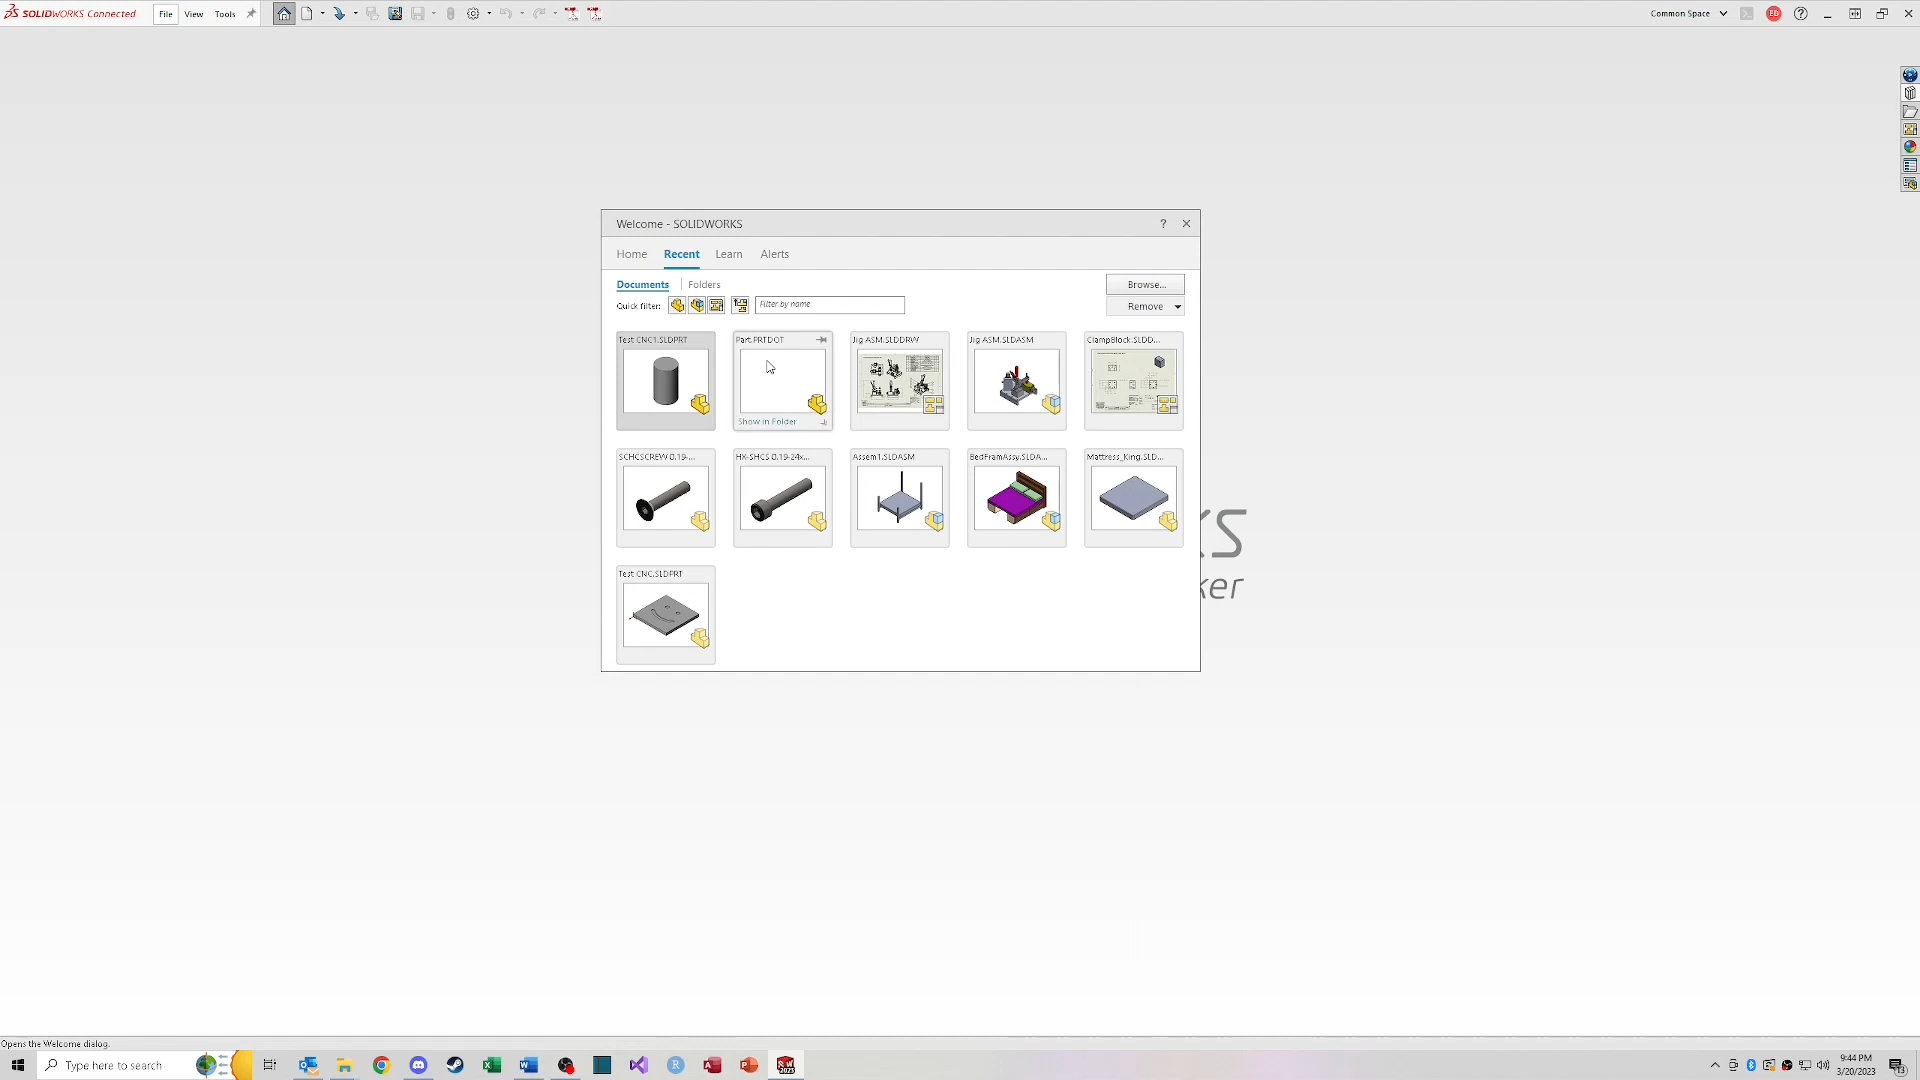 SOLIDWORKS Connected File View Tools Common Space ED
Welcome - SOLIDWORKS
Home Recent Learn Alerts
Documents Folders Browse...
Quick filter: Filter by name Remove
Test CNC1.SLDPRT Part.PRTDOT Jig ASM.SLDDRW Jig ASM.SLDASM ClampBlock.SLDD...
Show in Folder
SCHCSCREW 0.19-... HX-SHCS 0.19-24x... Assem1.SLDASM BedFramAssy.SLDA... Mattress_King.SLD...
KS
ker
Test CNC.SLDPRT
Opens the Welcome dialog.
Type here to search
9:44 PM
3/20/2023